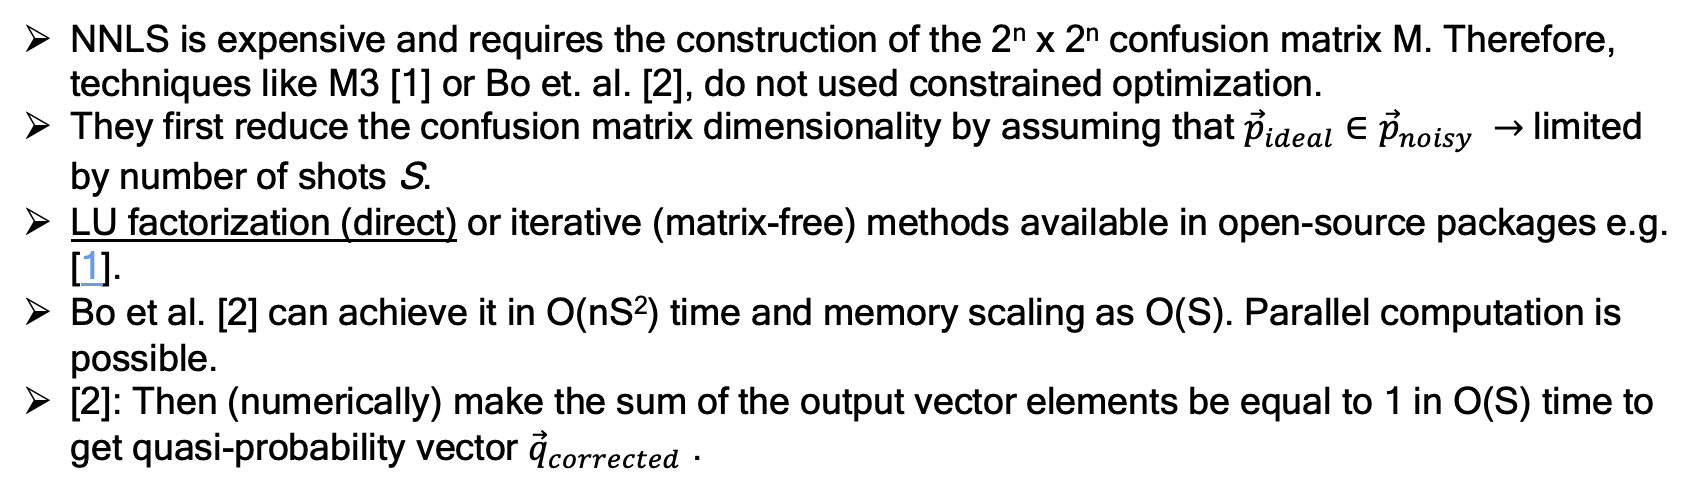 ➢ NNLS is expensive and requires the construction of the 2ⁿ x 2ⁿ confusion matrix M. Therefore,
techniques like M3 [1] or Bo et. al. [2], do not used constrained optimization.
➢ They first reduce the confusion matrix dimensionality by assuming that p⃗_ideal ∈ p⃗_noisy → limited
by number of shots S.
➢ LU factorization (direct) or iterative (matrix-free) methods available in open-source packages e.g.
[1].
➢ Bo et al. [2] can achieve it in O(nS²) time and memory scaling as O(S). Parallel computation is
possible.
➢ [2]: Then (numerically) make the sum of the output vector elements be equal to 1 in O(S) time to
get quasi-probability vector q⃗_corrected .